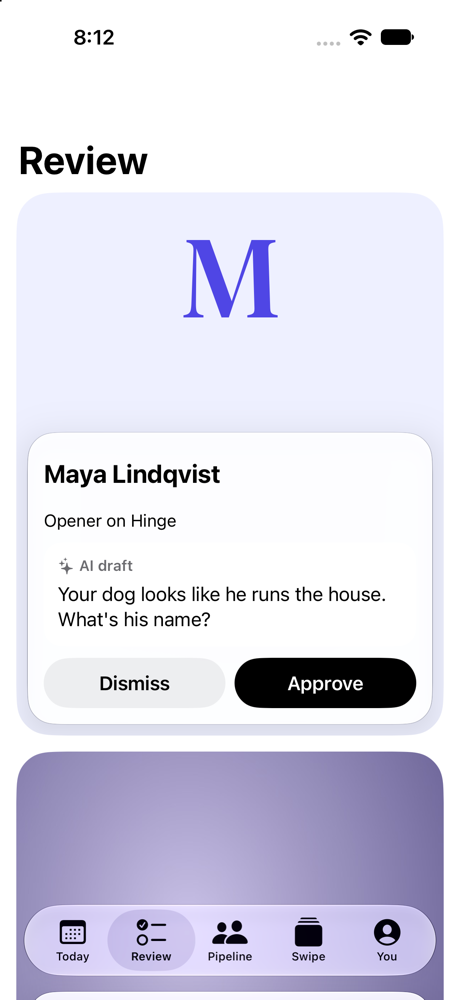 8:12
Review
M
Maya Lindqvist
Opener on Hinge
AI draft
Your dog looks like he runs the house.
What's his name?
Dismiss Approve
Today Review Pipeline Swipe You